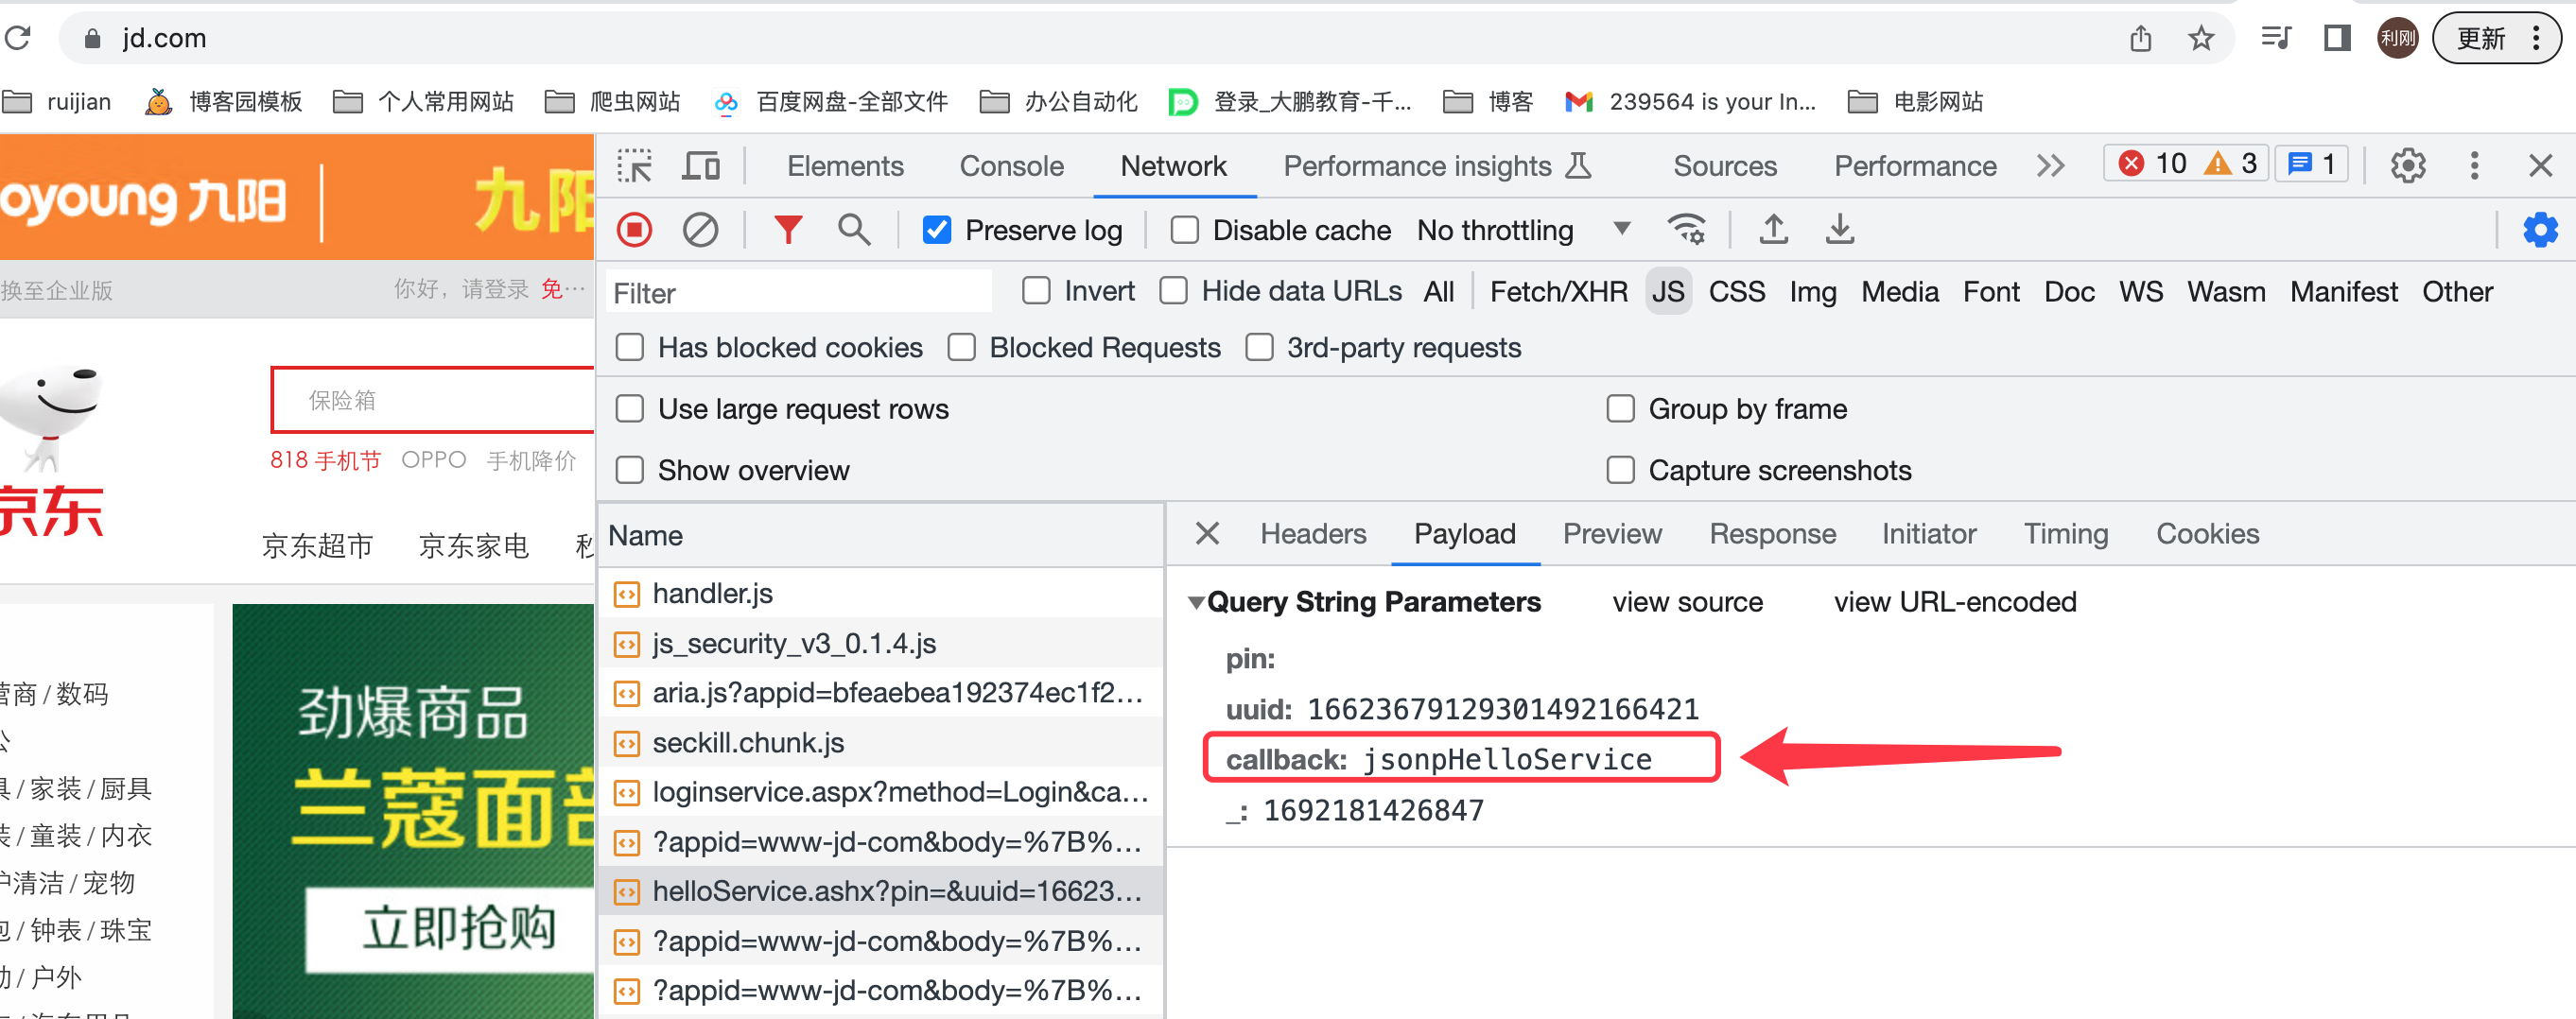 jd.com
利刚
更新
ruijian 博客园模板 个人常用网站 爬虫网站 百度网盘-全部文件 办公自动化 登录_大鹏教育-千... 博客 239564 is your In... 电影网站
oyoung 九阳
九阳
换至企业版 你好，请登录 免...
保险箱
818 手机节 OPPO 手机降价
京东
京东超市 京东家电
营商 / 数码
公
具 / 家装 / 厨具
装 / 童装 / 内衣
护清洁 / 宠物
包 / 钟表 / 珠宝
动 / 户外
劲爆商品
兰蔻面部
立即抢购
Elements Console Network Performance insights Sources Performance 10 3 1
Preserve log Disable cache No throttling
Filter Invert Hide data URLs All Fetch/XHR JS CSS Img Media Font Doc WS Wasm Manifest Other
Has blocked cookies Blocked Requests 3rd-party requests
Use large request rows Group by frame
Show overview Capture screenshots
Name
handler.js
js_security_v3_0.1.4.js
aria.js?appid=bfeaebea192374ec1f2...
seckill.chunk.js
loginservice.aspx?method=Login&ca...
?appid=www-jd-com&body=%7B%...
helloService.ashx?pin=&uuid=16623...
?appid=www-jd-com&body=%7B%...
?appid=www-jd-com&body=%7B%...
Headers Payload Preview Response Initiator Timing Cookies
Query String Parameters view source view URL-encoded
pin:
uuid: 16623679129301492166421
callback: jsonpHelloService
_: 1692181426847